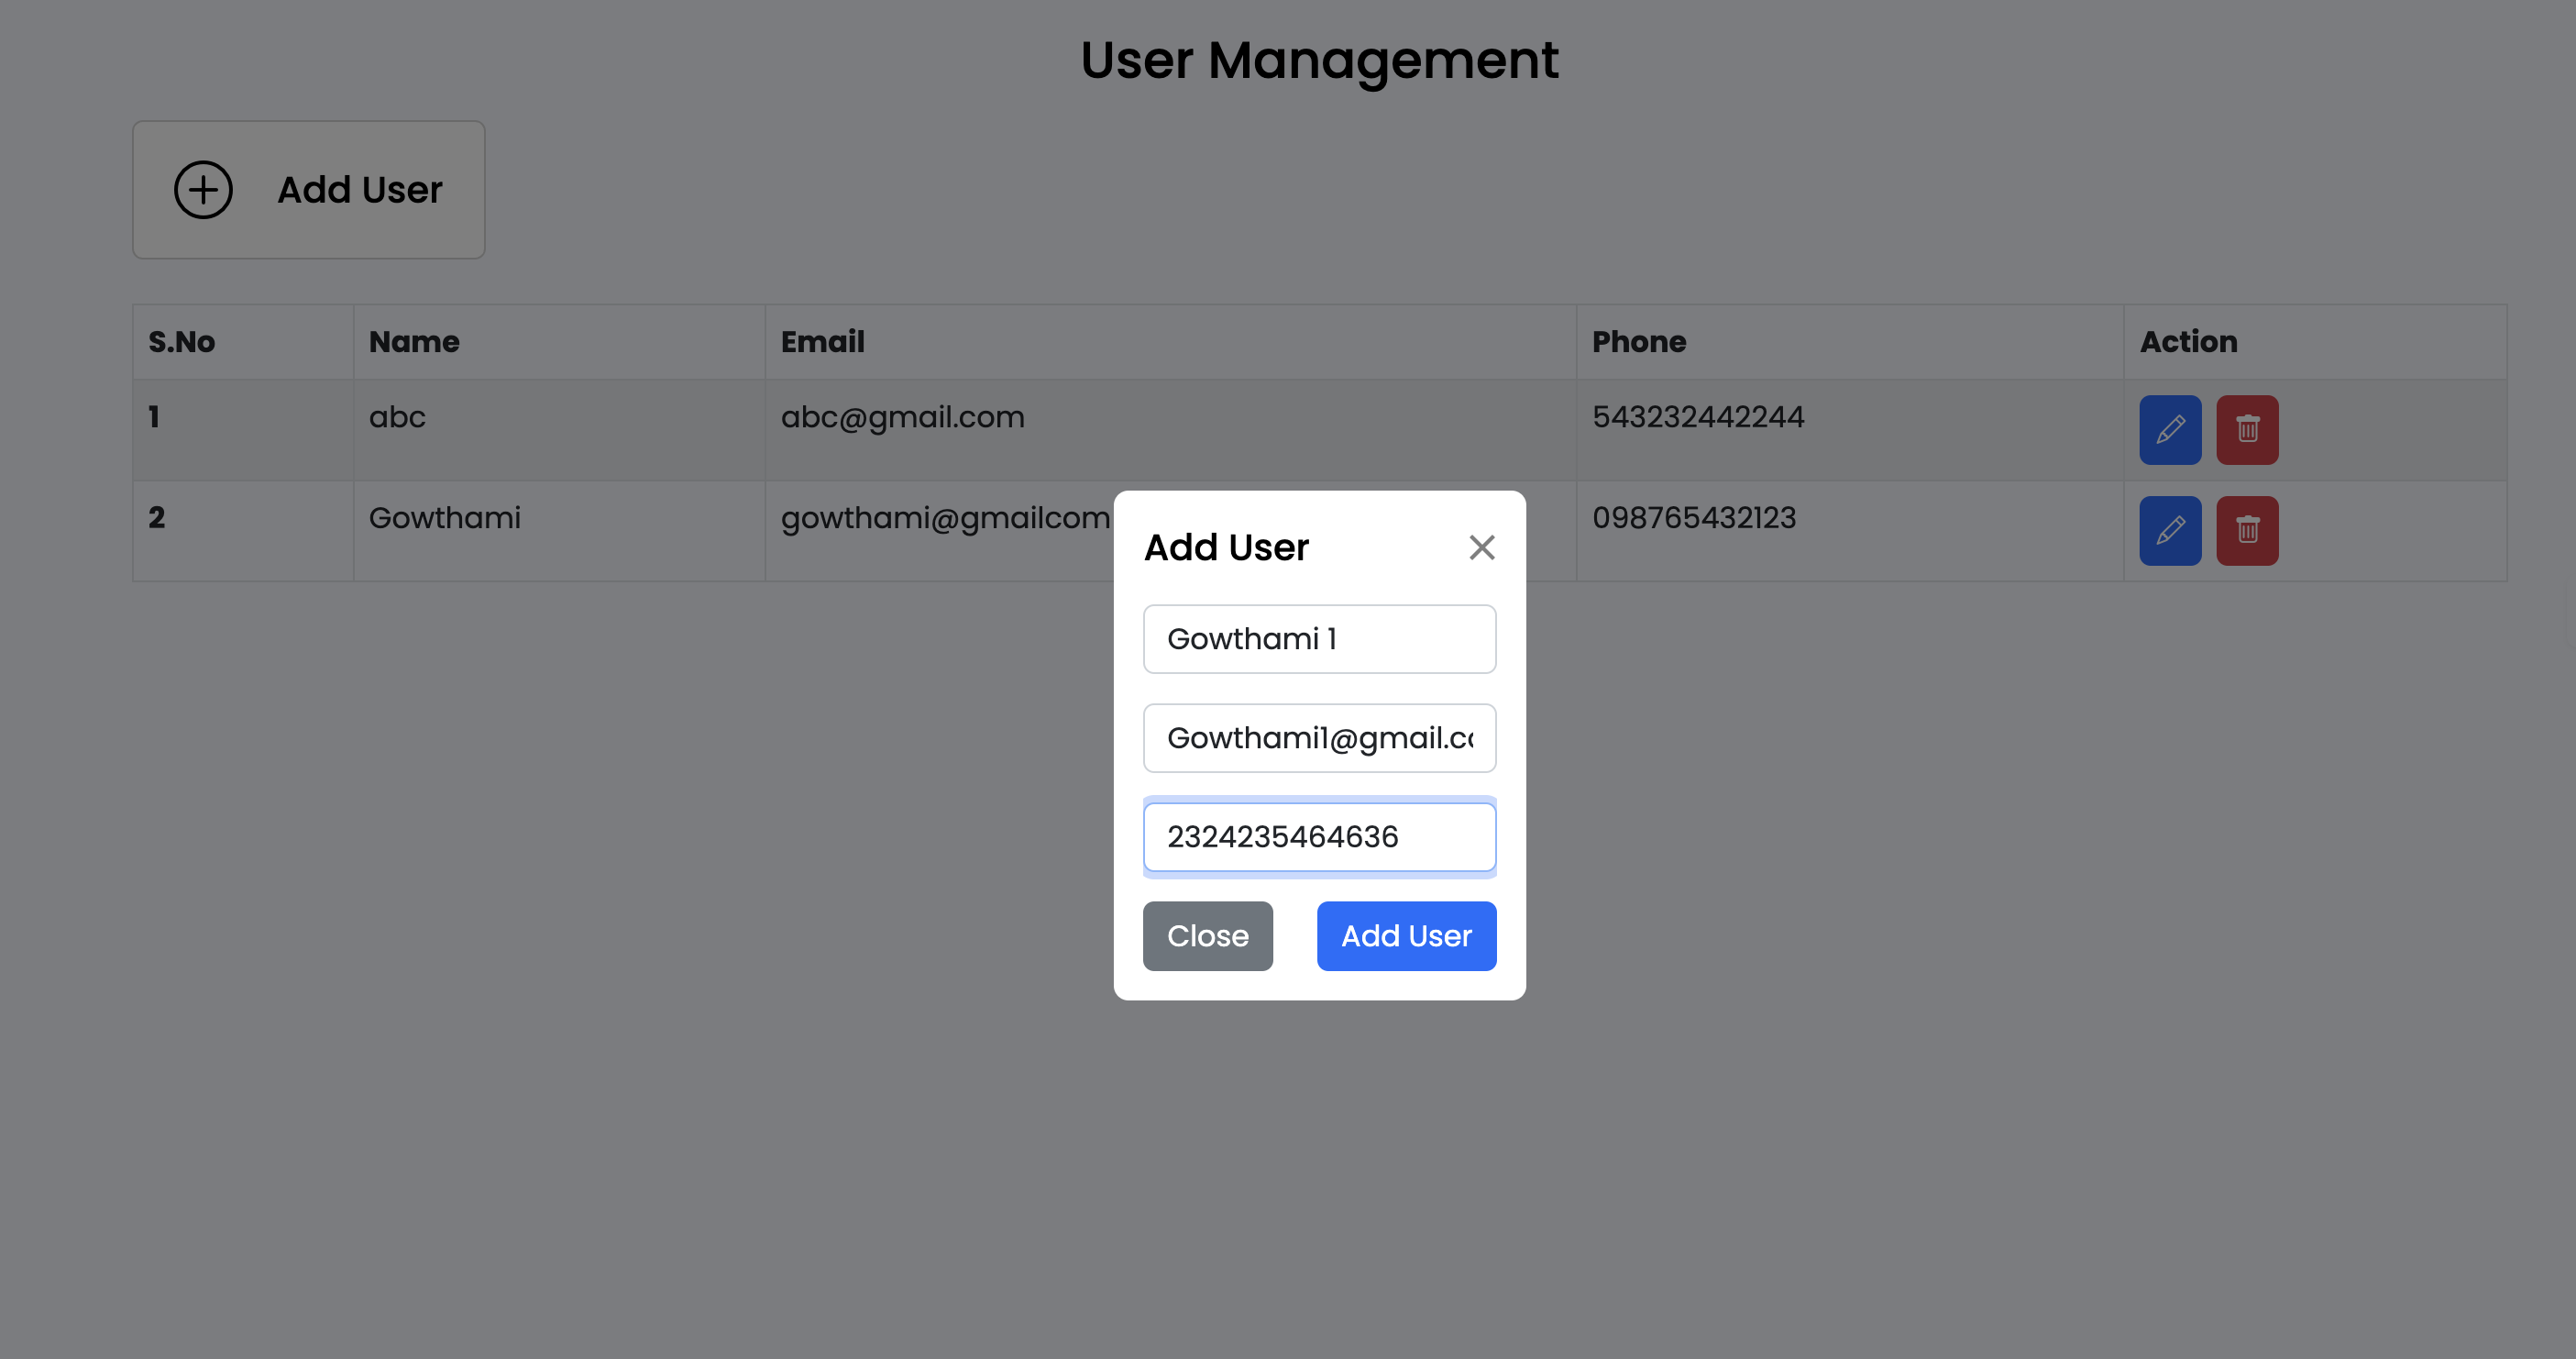 User Management
Add User
S.No Name Email Phone Action
1 abc abc@gmail.com 543232442244
2 Gowthami gowthami@gmailcom 098765432123
Add User
Gowthami 1
Gowthami1@gmail.co
2324235464636
Close Add User